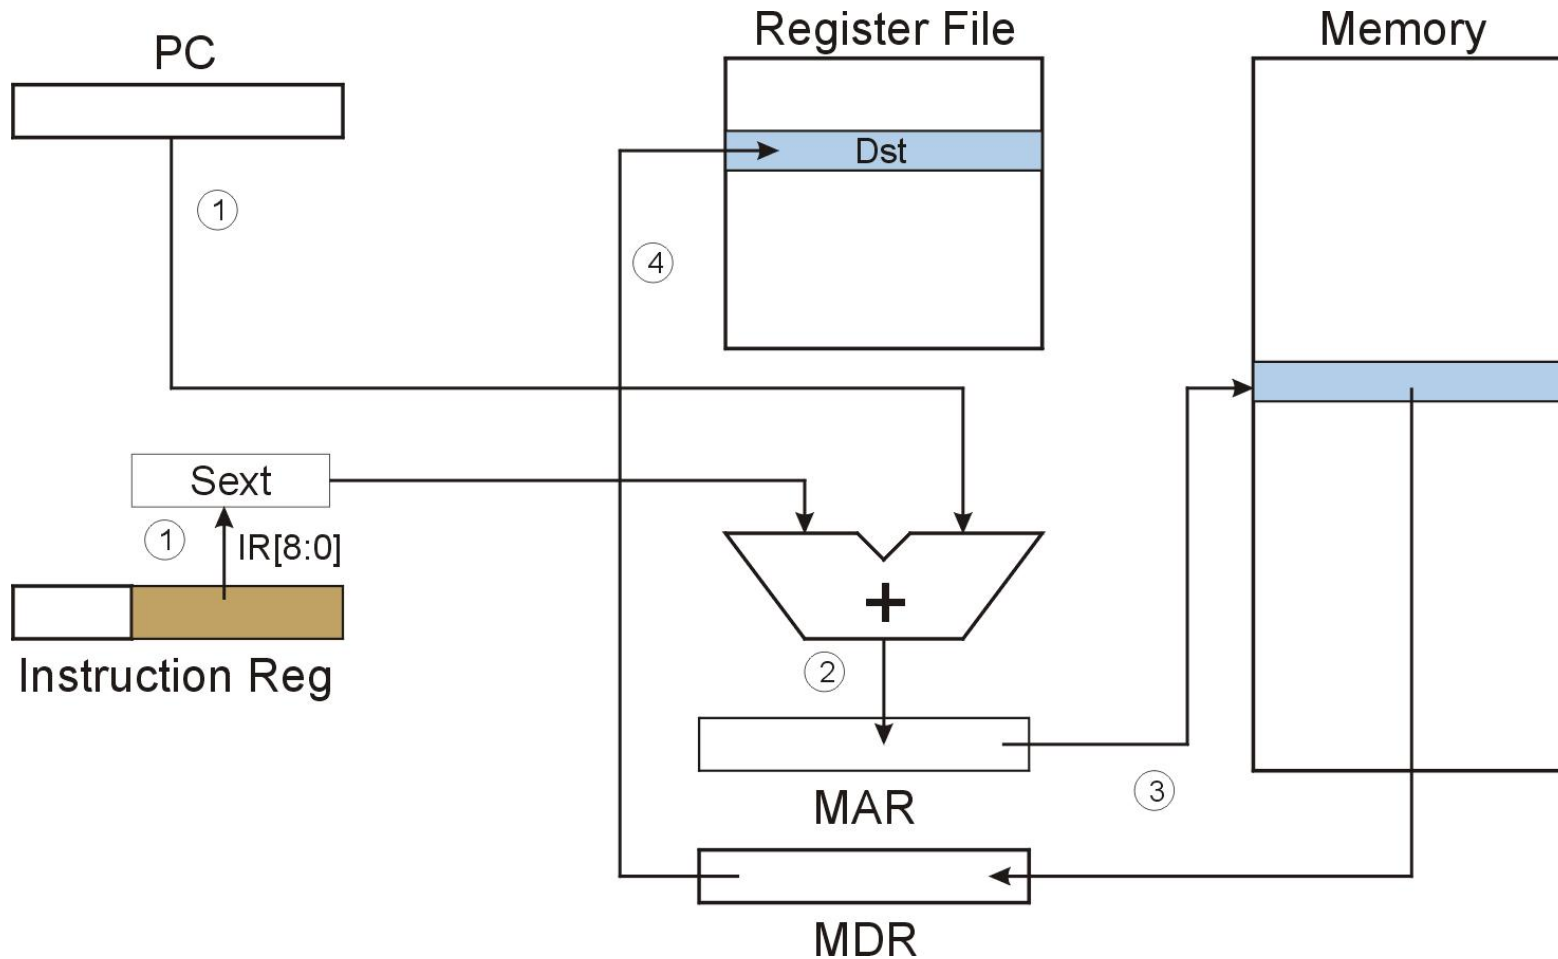 Register File
Memory
PC
Dst
1
4
Sext
1
IR[8:0]
+
Instruction Reg
2
3
MAR
MDR